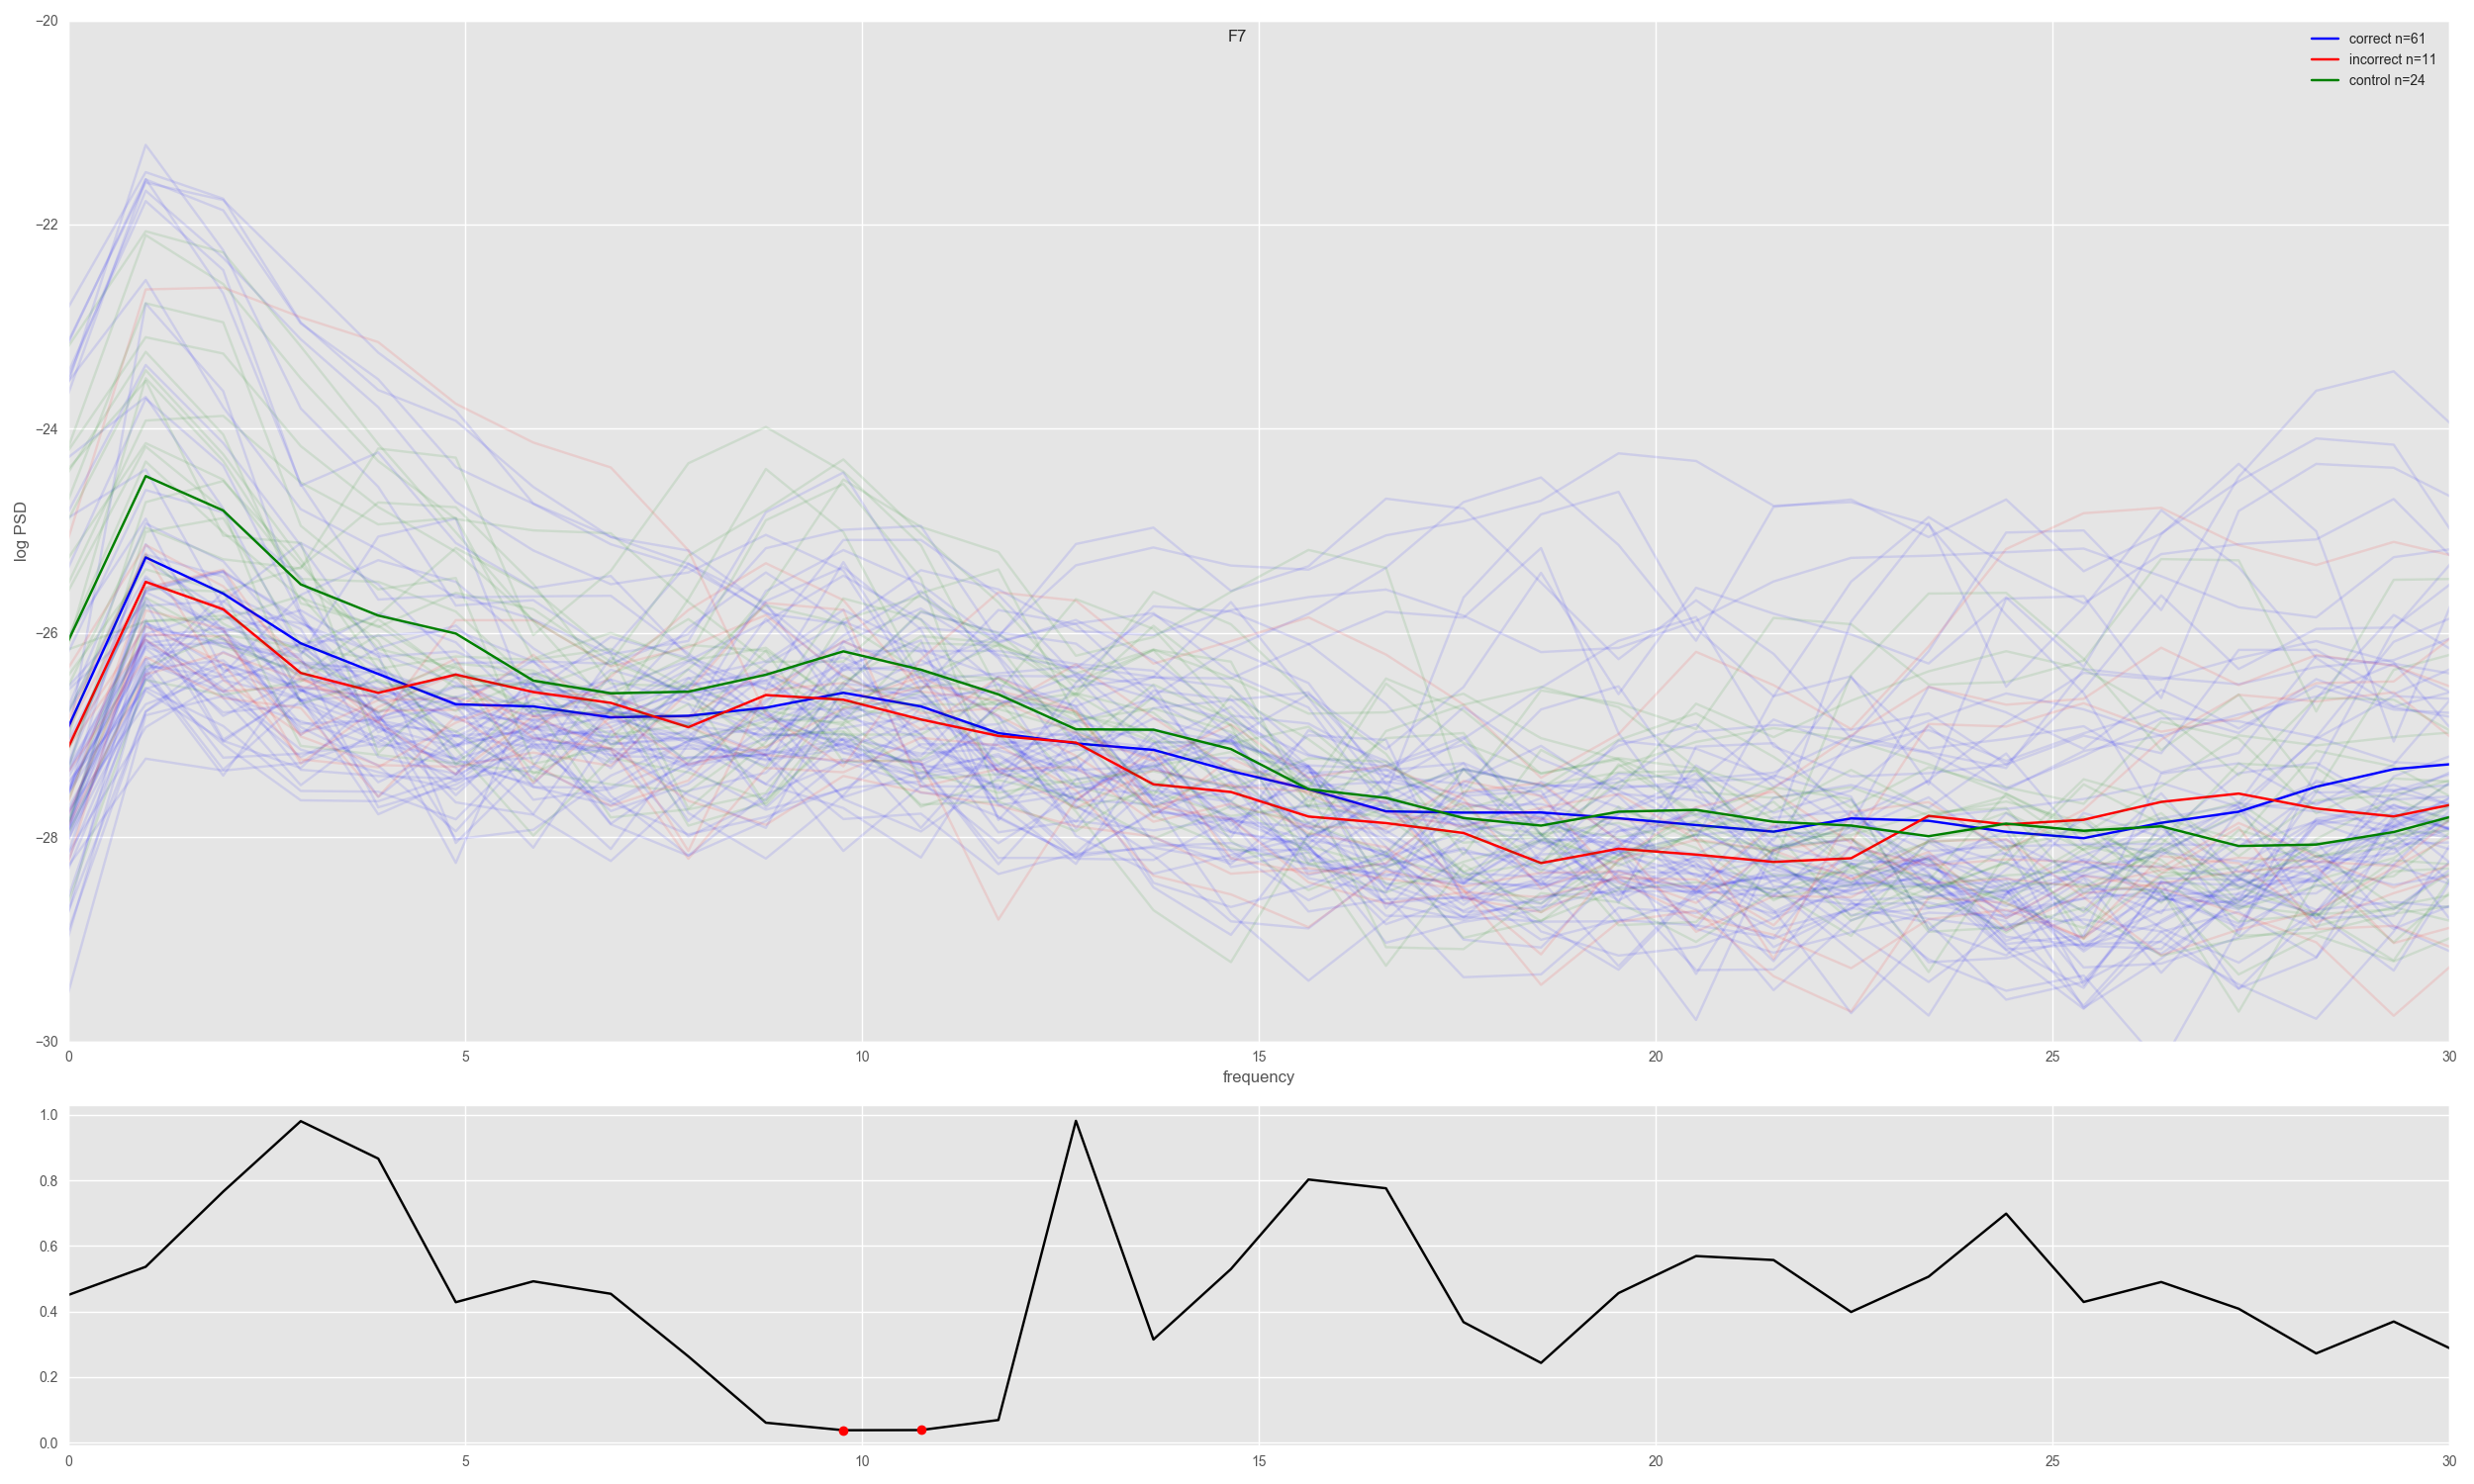 F7
correct n=61
incorrect n=11
control n=24
log PSD
−20
−22
−24
−26
−28
−30
0 5 10 15 20 25 30
frequency
1.0
0.8
0.6
0.4
0.2
0.0
0 5 10 15 20 25 30